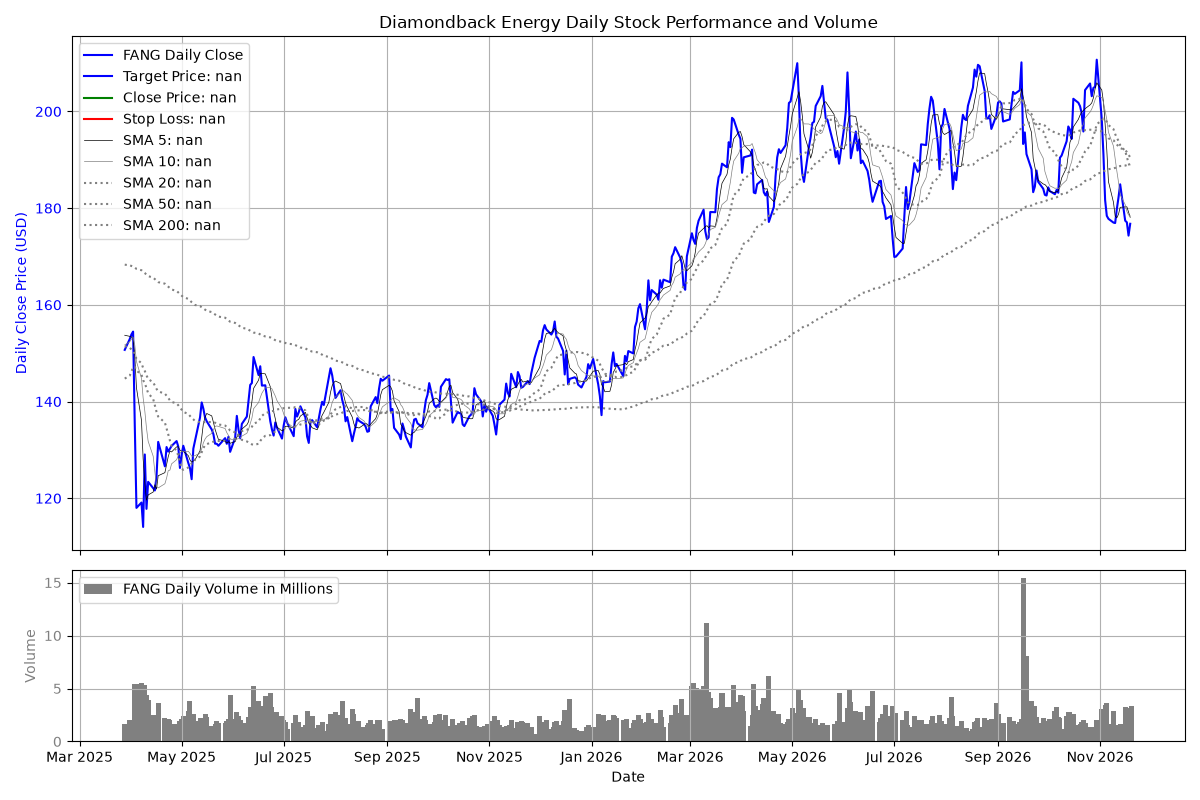 Diamondback Energy Daily Stock Performance and Volume
FANG Daily Close
Target Price: nan
Close Price: nan
Stop Loss: nan
SMA 5: nan
SMA 10: nan
SMA 20: nan
SMA 50: nan
SMA 200: nan
Daily Close Price (USD)
200
180
160
140
120
FANG Daily Volume in Millions
Volume
15
10
5
0
Mar 2025 May 2025 Jul 2025 Sep 2025 Nov 2025 Jan 2026 Mar 2026 May 2026 Jul 2026 Sep 2026 Nov 2026
Date